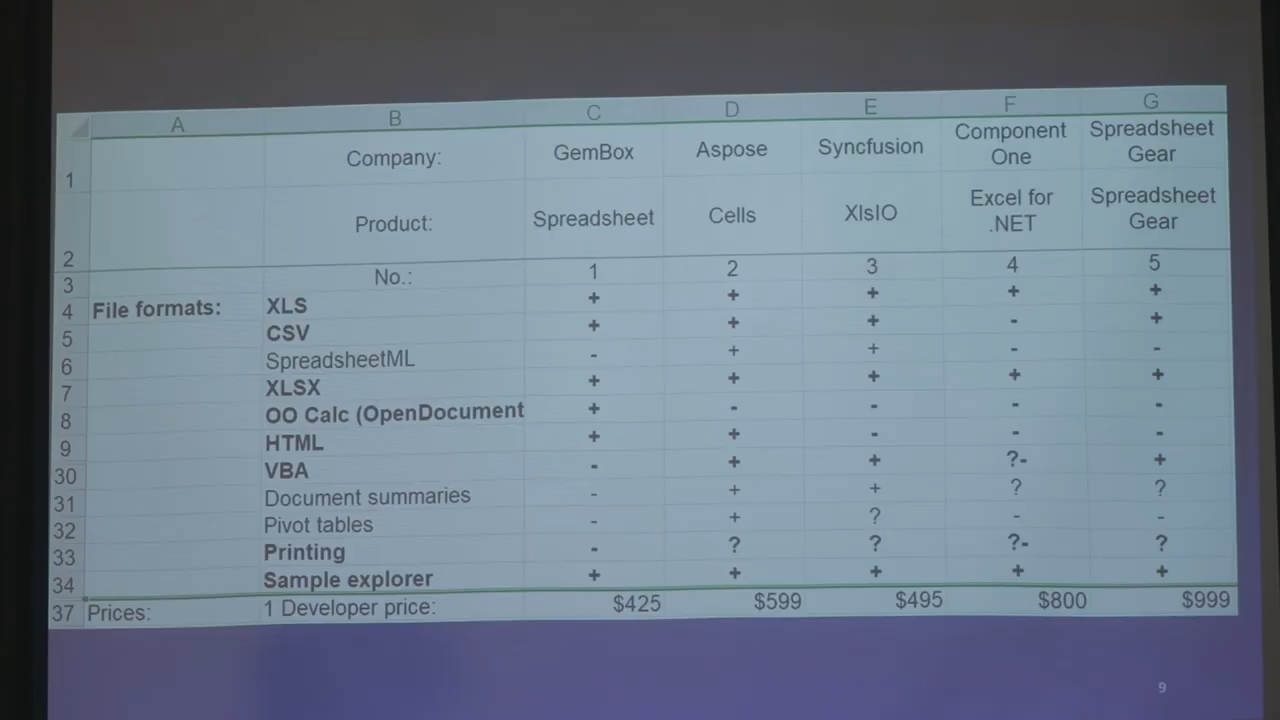 A B C D E F G
1 Company: GemBox Aspose Syncfusion Component One Spreadsheet Gear
2 Product: Spreadsheet Cells XlsIO Excel for .NET Spreadsheet Gear
3 No.: 1 2 3 4 5
4 File formats: XLS + + + + +
5 CSV + + + - +
6 SpreadsheetML - + + - -
7 XLSX + + + + +
8 OO Calc (OpenDocument + - - - -
9 HTML + + - - -
30 VBA - + + ?- +
31 Document summaries - + + ? ?
32 Pivot tables - + ? - -
33 Printing - ? ? ?- ?
34 Sample explorer + + + + +
37 Prices: 1 Developer price: $425 $599 $495 $800 $999
9